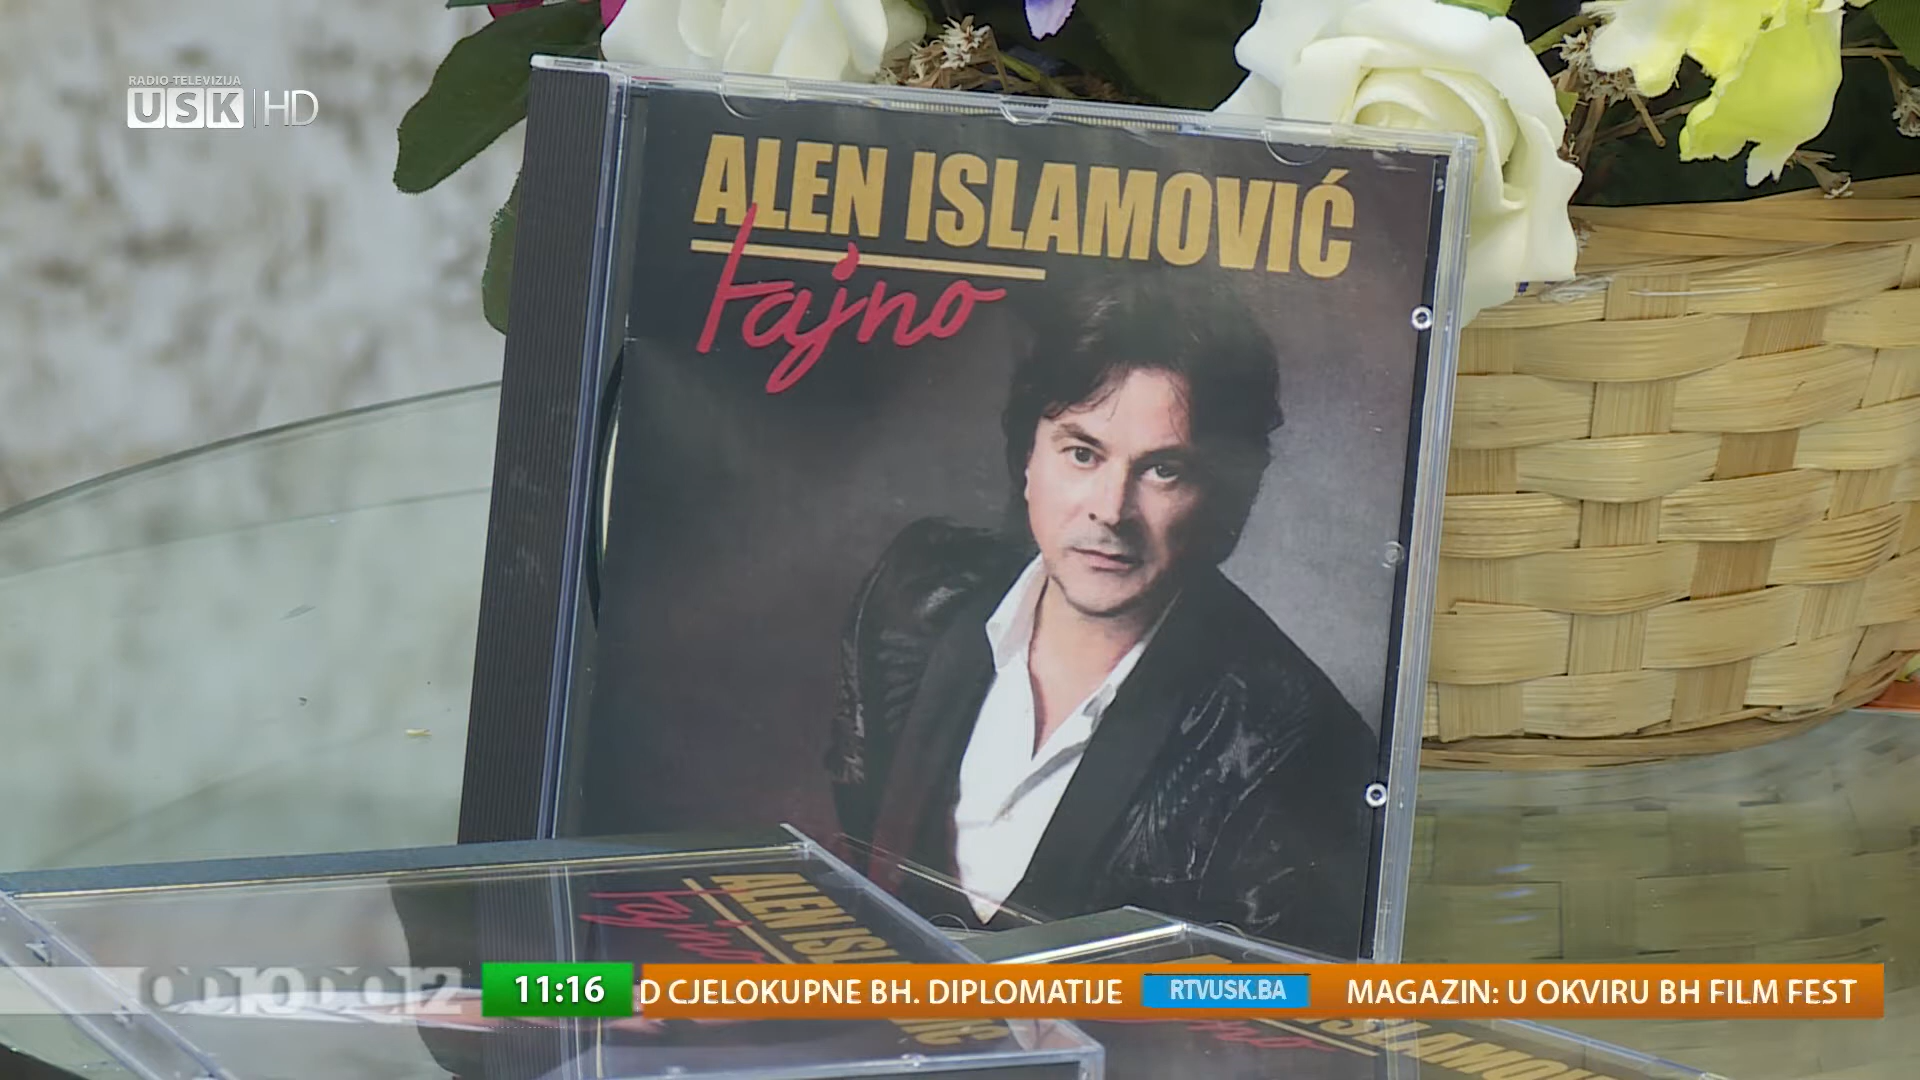 RADIO-TELEVIZIJA
USK HD
ALEN ISLAMOVIĆ
tajno
ALEN ISLAMOVIĆ
tajno
11:16 D CJELOKUPNE BH. DIPLOMATIJE RTVUSK.BA MAGAZIN: U OKVIRU BH FILM FEST